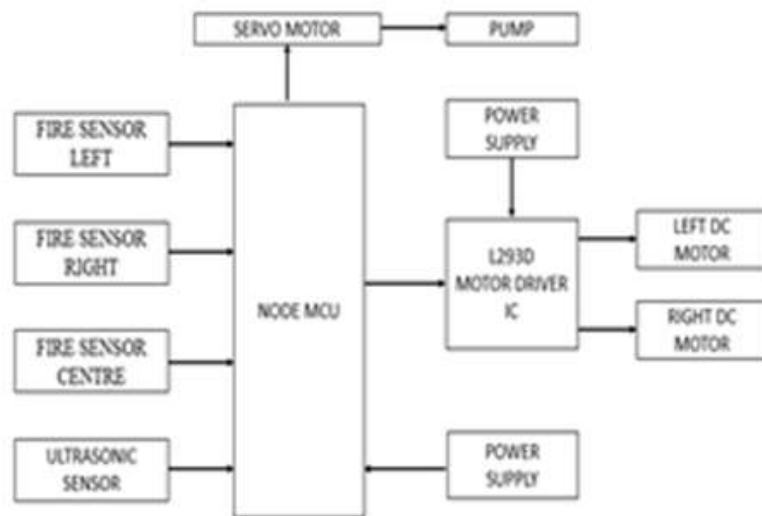 SERVO MOTOR
PUMP
FIRE SENSOR
LEFT
POWER
SUPPLY
FIRE SENSOR
RIGHT
NODE MCU
L293D
MOTOR DRIVER
IC
LEFT DC
MOTOR
RIGHT DC
MOTOR
FIRE SENSOR
CENTRE
ULTRASONIC
SENSOR
POWER
SUPPLY